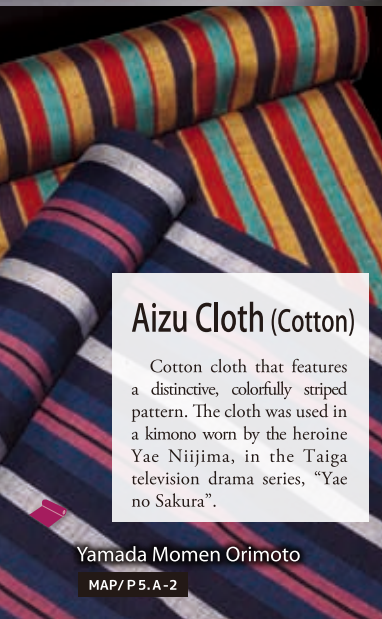 Aizu Cloth (Cotton)
Cotton cloth that features
a distinctive, colorfully striped
pattern. The cloth was used in
a kimono worn by the heroine
Yae Niijima, in the Taiga
television drama series, “Yae
no Sakura”.
Yamada Momen Orimoto
MAP/P5.A-2